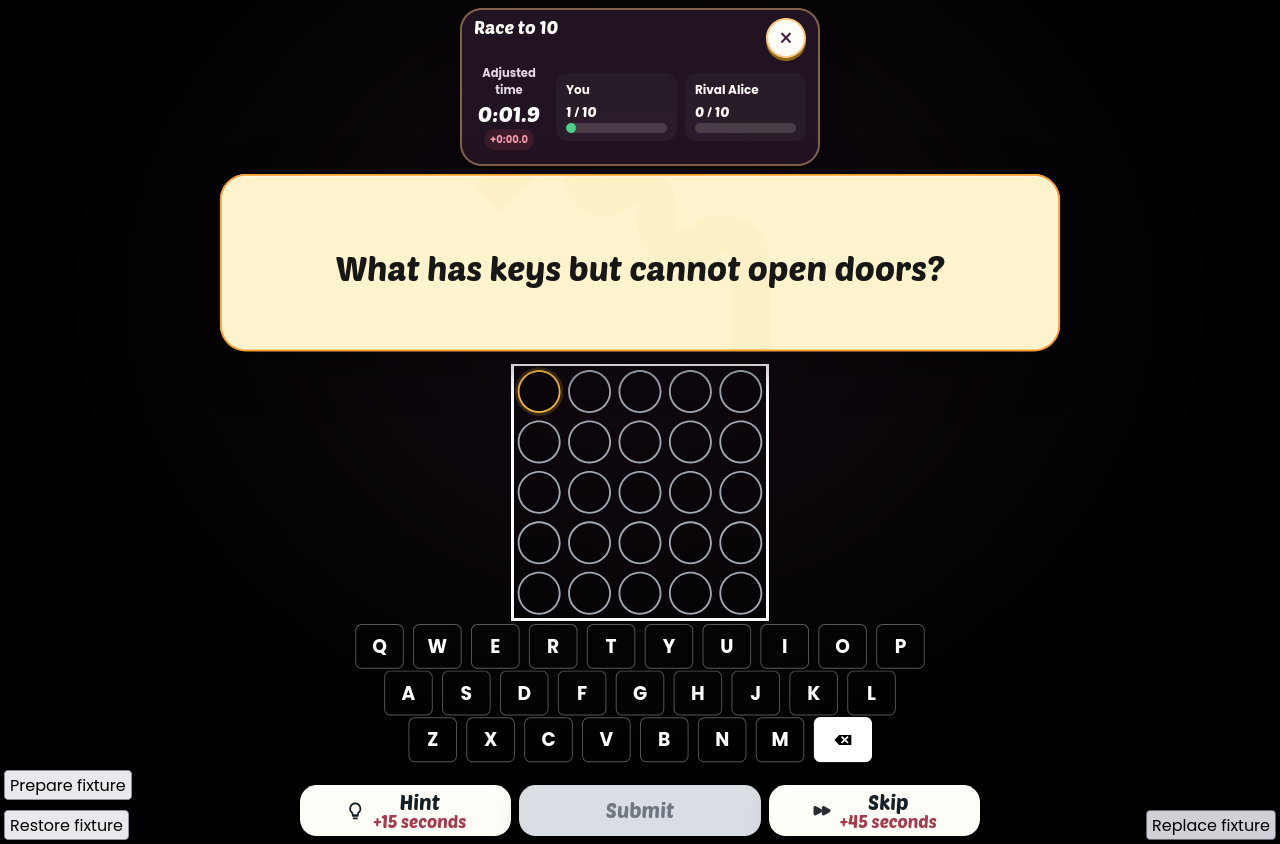 Race to 10
×
Adjusted time
0:01.9
+0:00.0
You
1 / 10
Rival Alice
0 / 10
What has keys but cannot open doors?
Q W E R T Y U I O P
A S D F G H J K L
Z X C V B N M
Prepare fixture
Restore fixture
Hint
+15 seconds
Submit
Skip
+45 seconds
Replace fixture